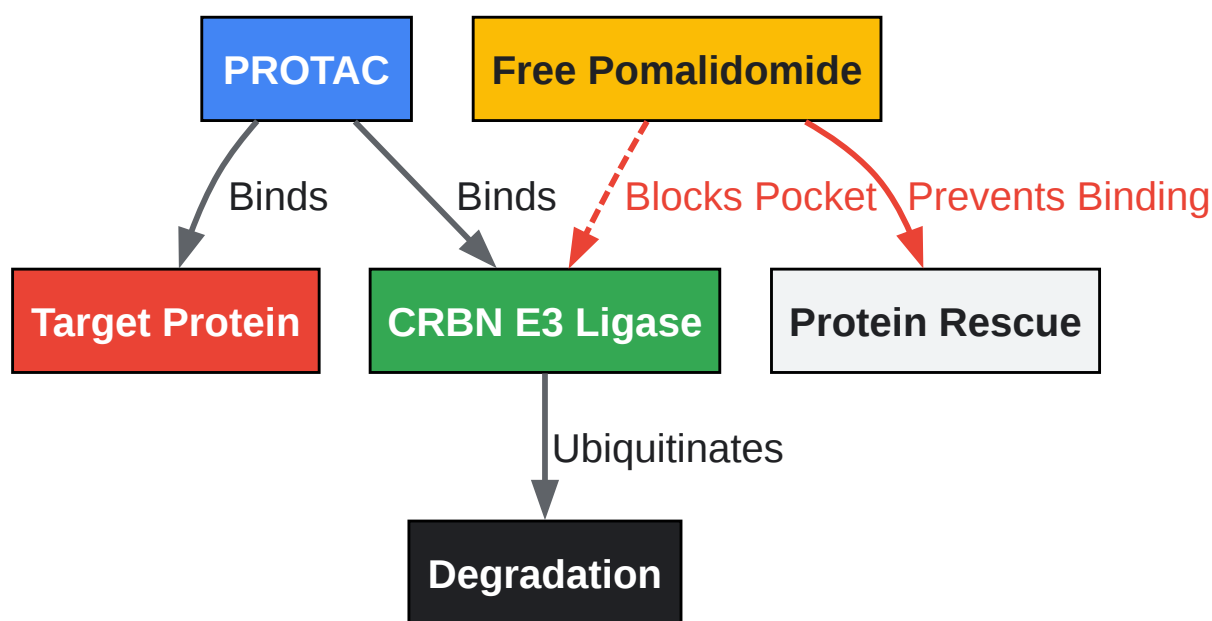 PROTAC
Free Pomalidomide
Binds
Binds
Blocks Pocket
Prevents Binding
Target Protein
CRBN E3 Ligase
Protein Rescue
Ubiquitinates
Degradation